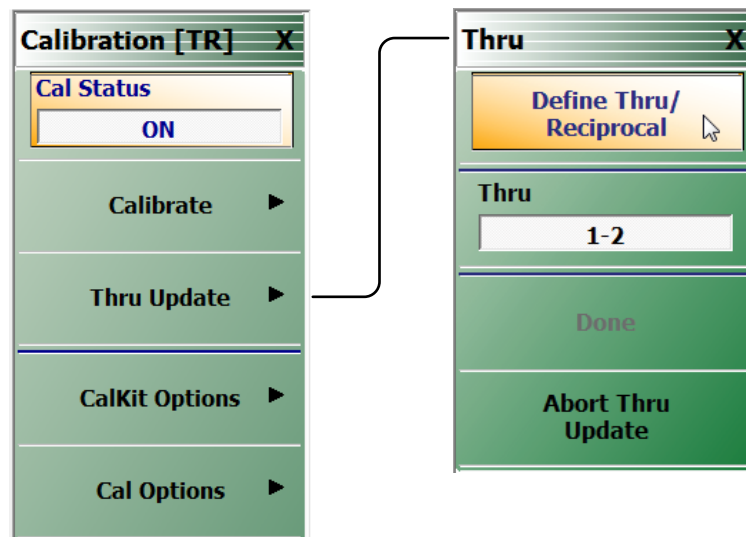 Calibration [TR] X
Cal Status
ON
Calibrate
Thru Update
CalKit Options
Cal Options
Thru X
Define Thru/
Reciprocal
Thru
1-2
Done
Abort Thru
Update